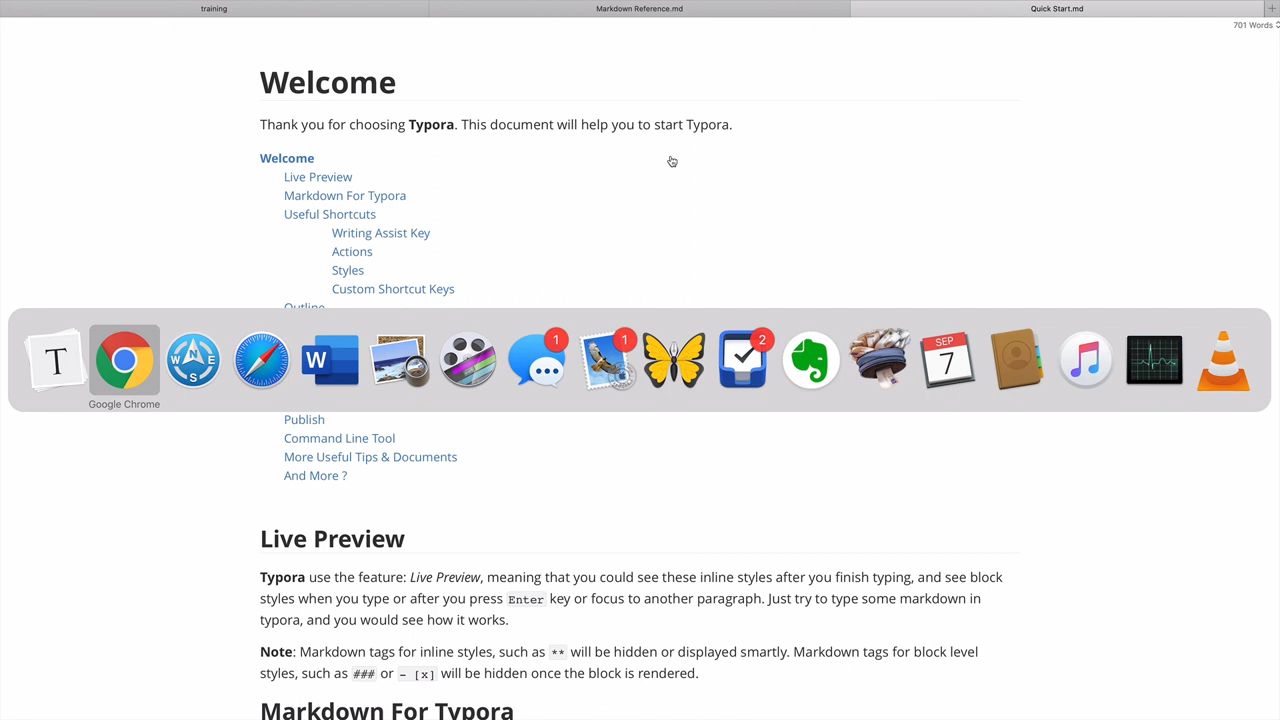 training
Markdown Reference.md
Quick Start.md
+
701 Words
Welcome
Thank you for choosing Typora. This document will help you to start Typora.
Welcome
Live Preview
Markdown For Typora
Useful Shortcuts
Writing Assist Key
Actions
Styles
Custom Shortcut Keys
Outline
T
W
N
E
S
W
1
1
2
SEP
7
Google Chrome
Publish
Command Line Tool
More Useful Tips & Documents
And More ?
Live Preview
Typora use the feature: Live Preview, meaning that you could see these inline styles after you finish typing, and see block
styles when you type or after you press Enter key or focus to another paragraph. Just try to type some markdown in
typora, and you would see how it works.
Note: Markdown tags for inline styles, such as ** will be hidden or displayed smartly. Markdown tags for block level
styles, such as ### or - [x] will be hidden once the block is rendered.
Markdown For Typora